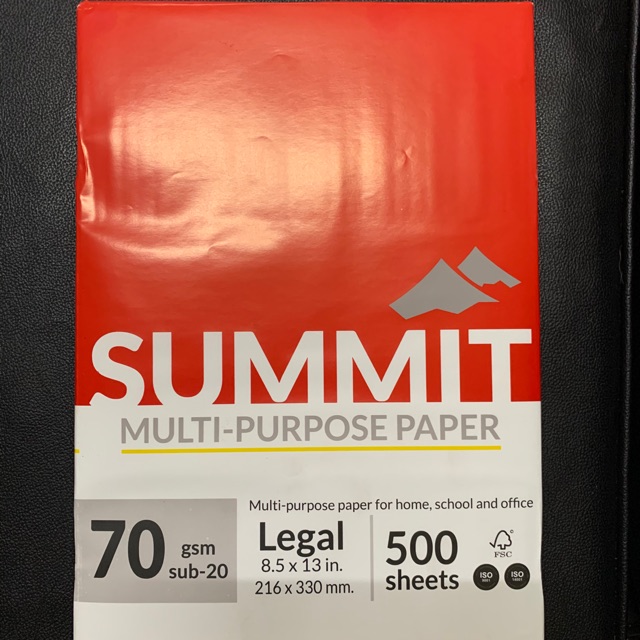 SUMMIT
MULTI-PURPOSE PAPER
Multi-purpose paper for home, school and office
70 gsm
sub-20
Legal
8.5 x 13 in.
216 x 330 mm.
500
sheets
FSC
ISO
ISO